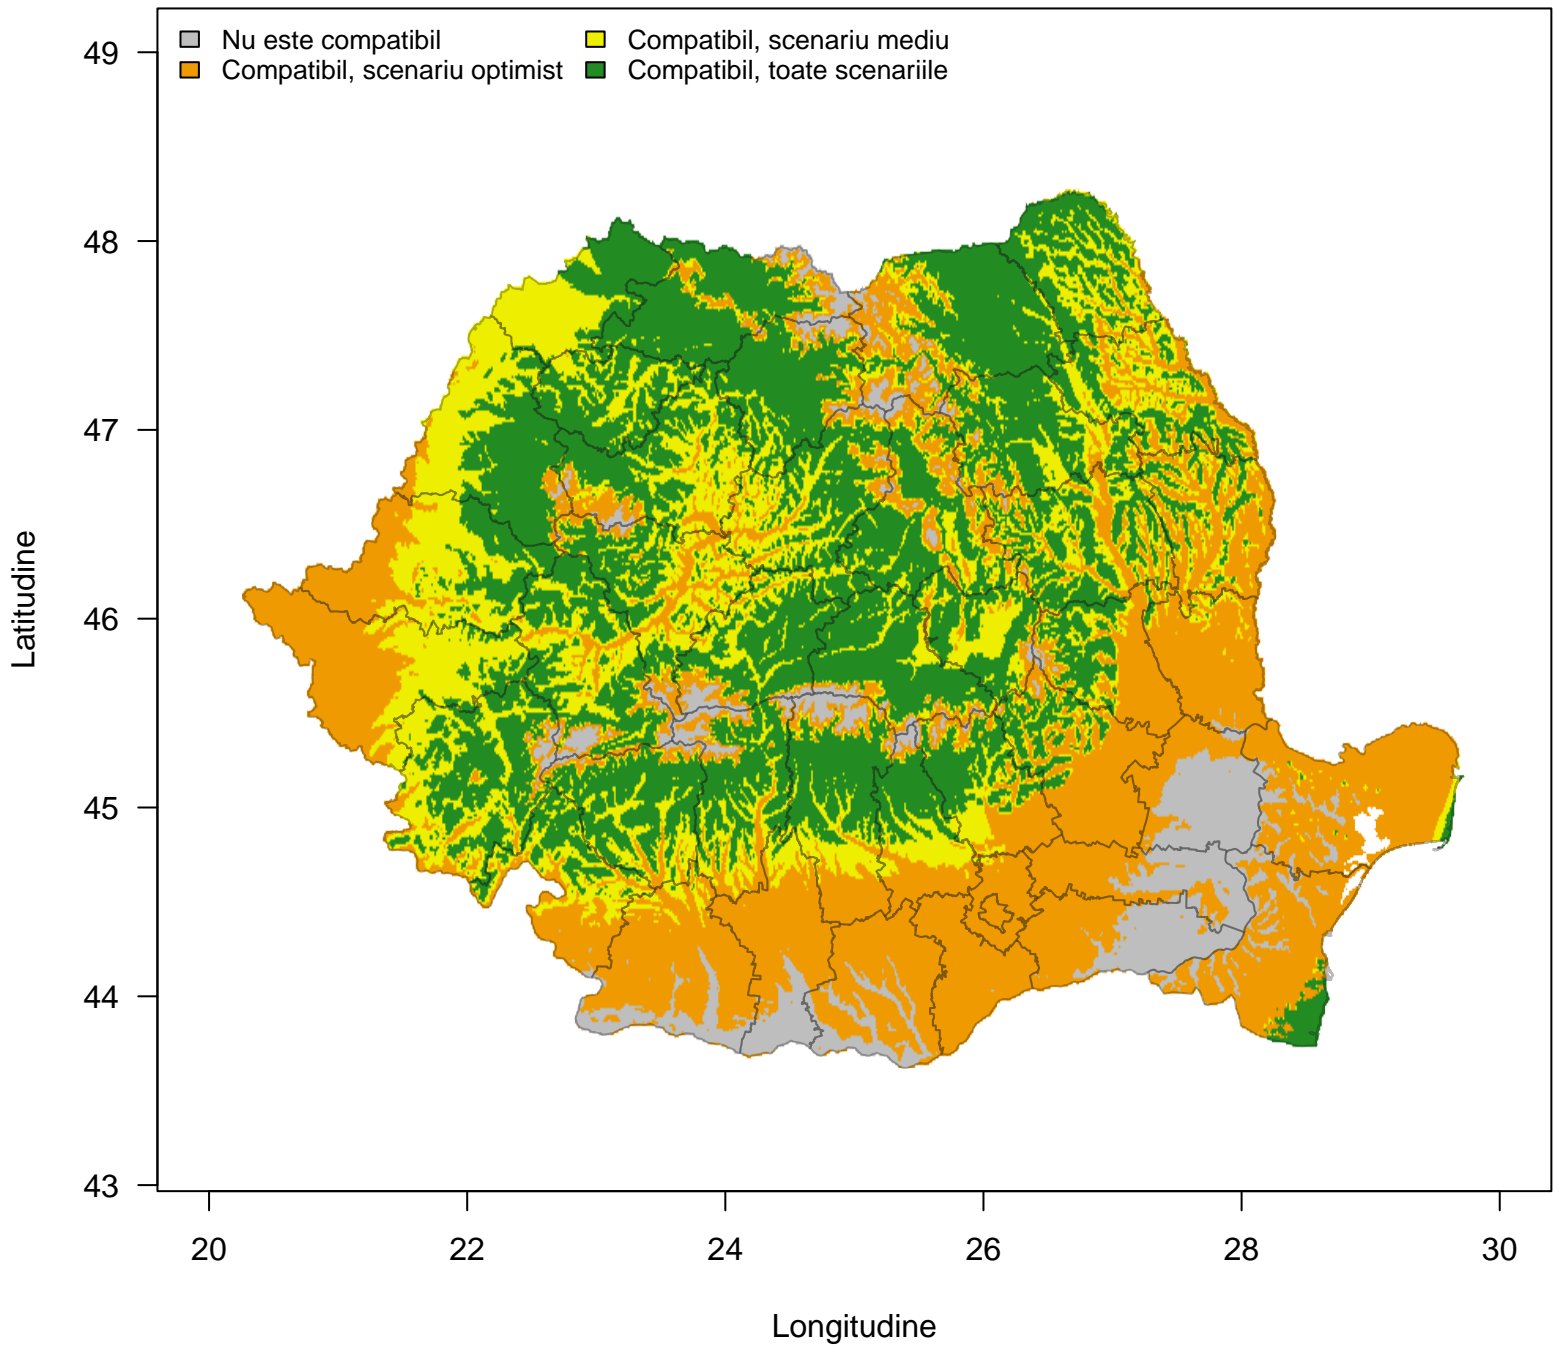 Nu este compatibil
Compatibil, scenariu optimist
Compatibil, scenariu mediu
Compatibil, toate scenariile
49
48
47
46
45
44
43
Latitudine
20 22 24 26 28 30
Longitudine